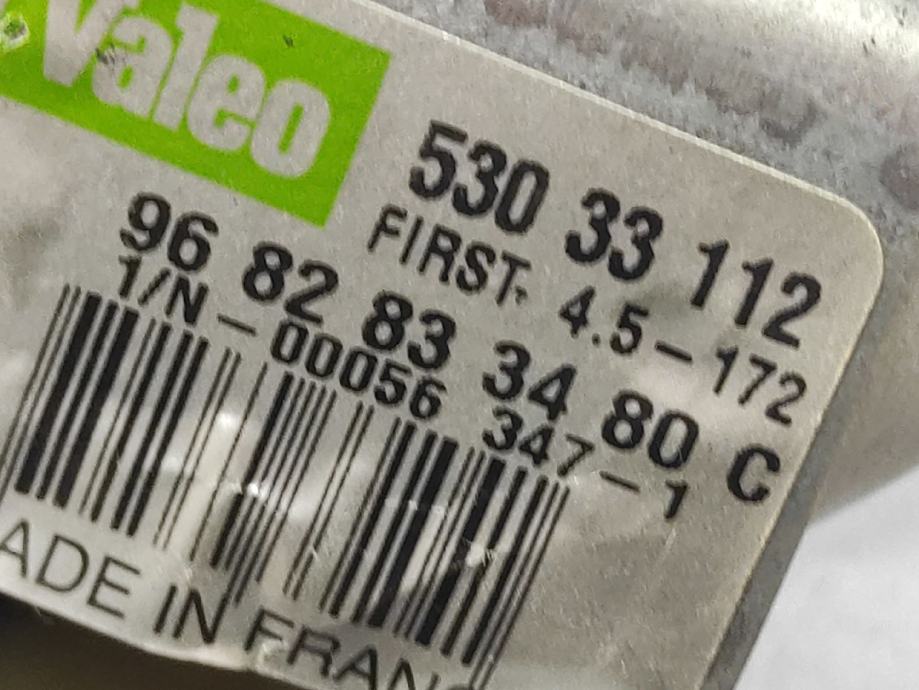 Valeo
530 33 112
FIRST. 4.5-172
96 82 83 34 80 C
1/N-00056 347-1
ADE IN FRANC